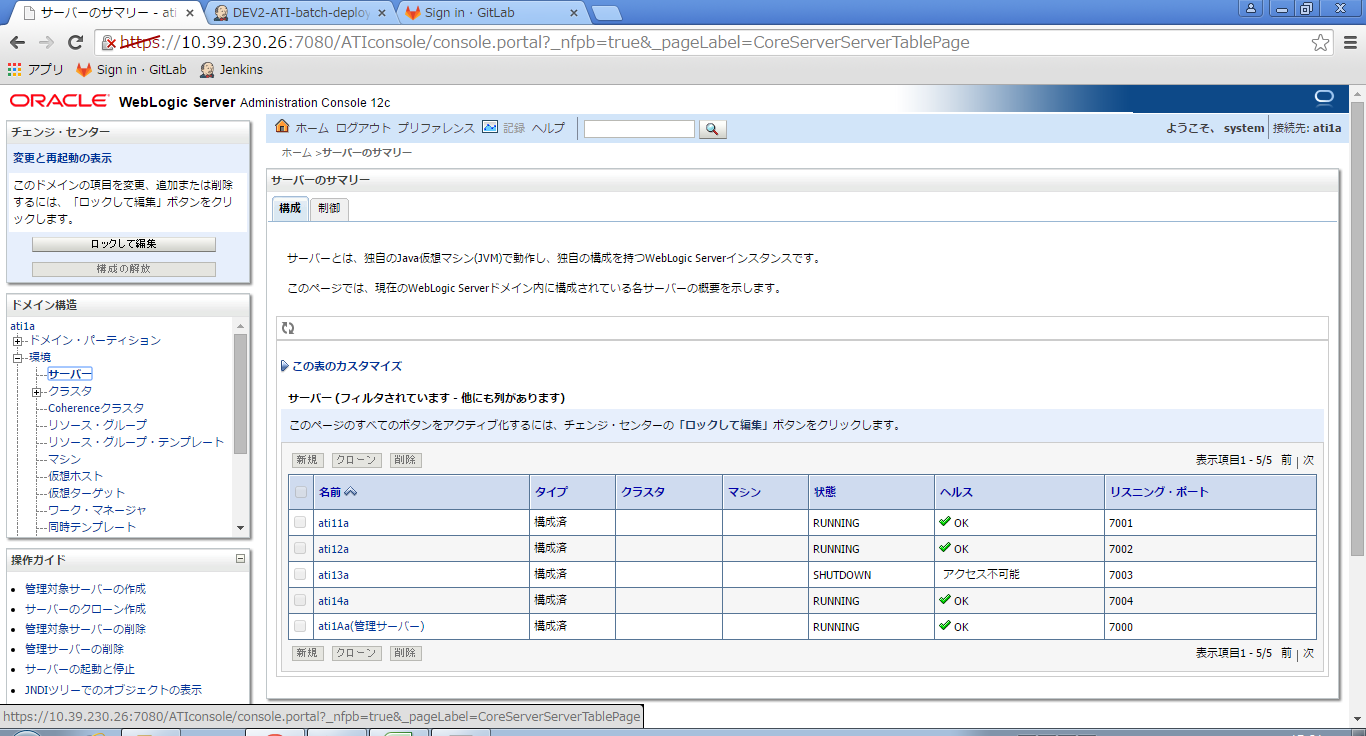 サーバーのサマリー - ati
DEV2-ATI-batch-deploy
Sign in · GitLab
https://10.39.230.26:7080/ATIconsole/console.portal?_nfpb=true&_pageLabel=CoreServerServerTablePage
アプリ Sign in · GitLab Jenkins
ORACLE WebLogic Server Administration Console 12c
チェンジ・センター
変更と再起動の表示
このドメインの項目を変更、追加または削除
するには、「ロックして編集」ボタンをクリ
ックします。
ロックして編集
構成の解放
ドメイン構造
ati1a
ドメイン・パーティション
環境
サーバー
クラスタ
Coherenceクラスタ
リソース・グループ
リソース・グループ・テンプレート
マシン
仮想ホスト
仮想ターゲット
ワーク・マネージャ
同時テンプレート
操作ガイド
管理対象サーバーの作成
サーバーのクローン作成
管理対象サーバーの削除
管理サーバーの削除
サーバーの起動と停止
JNDIツリーでのオブジェクトの表示
ホーム ログアウト プリファレンス 記録 ヘルプ
ようこそ、 system 接続先: ati1a
ホーム >サーバーのサマリー
サーバーのサマリー
構成 制御
サーバーとは、独自のJava仮想マシン(JVM)で動作し、独自の構成を持つWebLogic Serverインスタンスです。
このページでは、現在のWebLogic Serverドメイン内に構成されている各サーバーの概要を示します。
この表のカスタマイズ
サーバー (フィルタされています - 他にも列があります)
このページのすべてのボタンをアクティブ化するには、チェンジ・センターの「ロックして編集」ボタンをクリックします。
新規 クローン 削除 表示項目1 - 5/5 前 | 次
名前 タイプ クラスタ マシン 状態 ヘルス リスニング・ポート
ati11a 構成済 RUNNING OK 7001
ati12a 構成済 RUNNING OK 7002
ati13a 構成済 SHUTDOWN アクセス不可能 7003
ati14a 構成済 RUNNING OK 7004
ati1Aa(管理サーバー) 構成済 RUNNING OK 7000
新規 クローン 削除 表示項目1 - 5/5 前 | 次
https://10.39.230.26:7080/ATIconsole/console.portal?_nfpb=true&_pageLabel=CoreServerServerTablePage